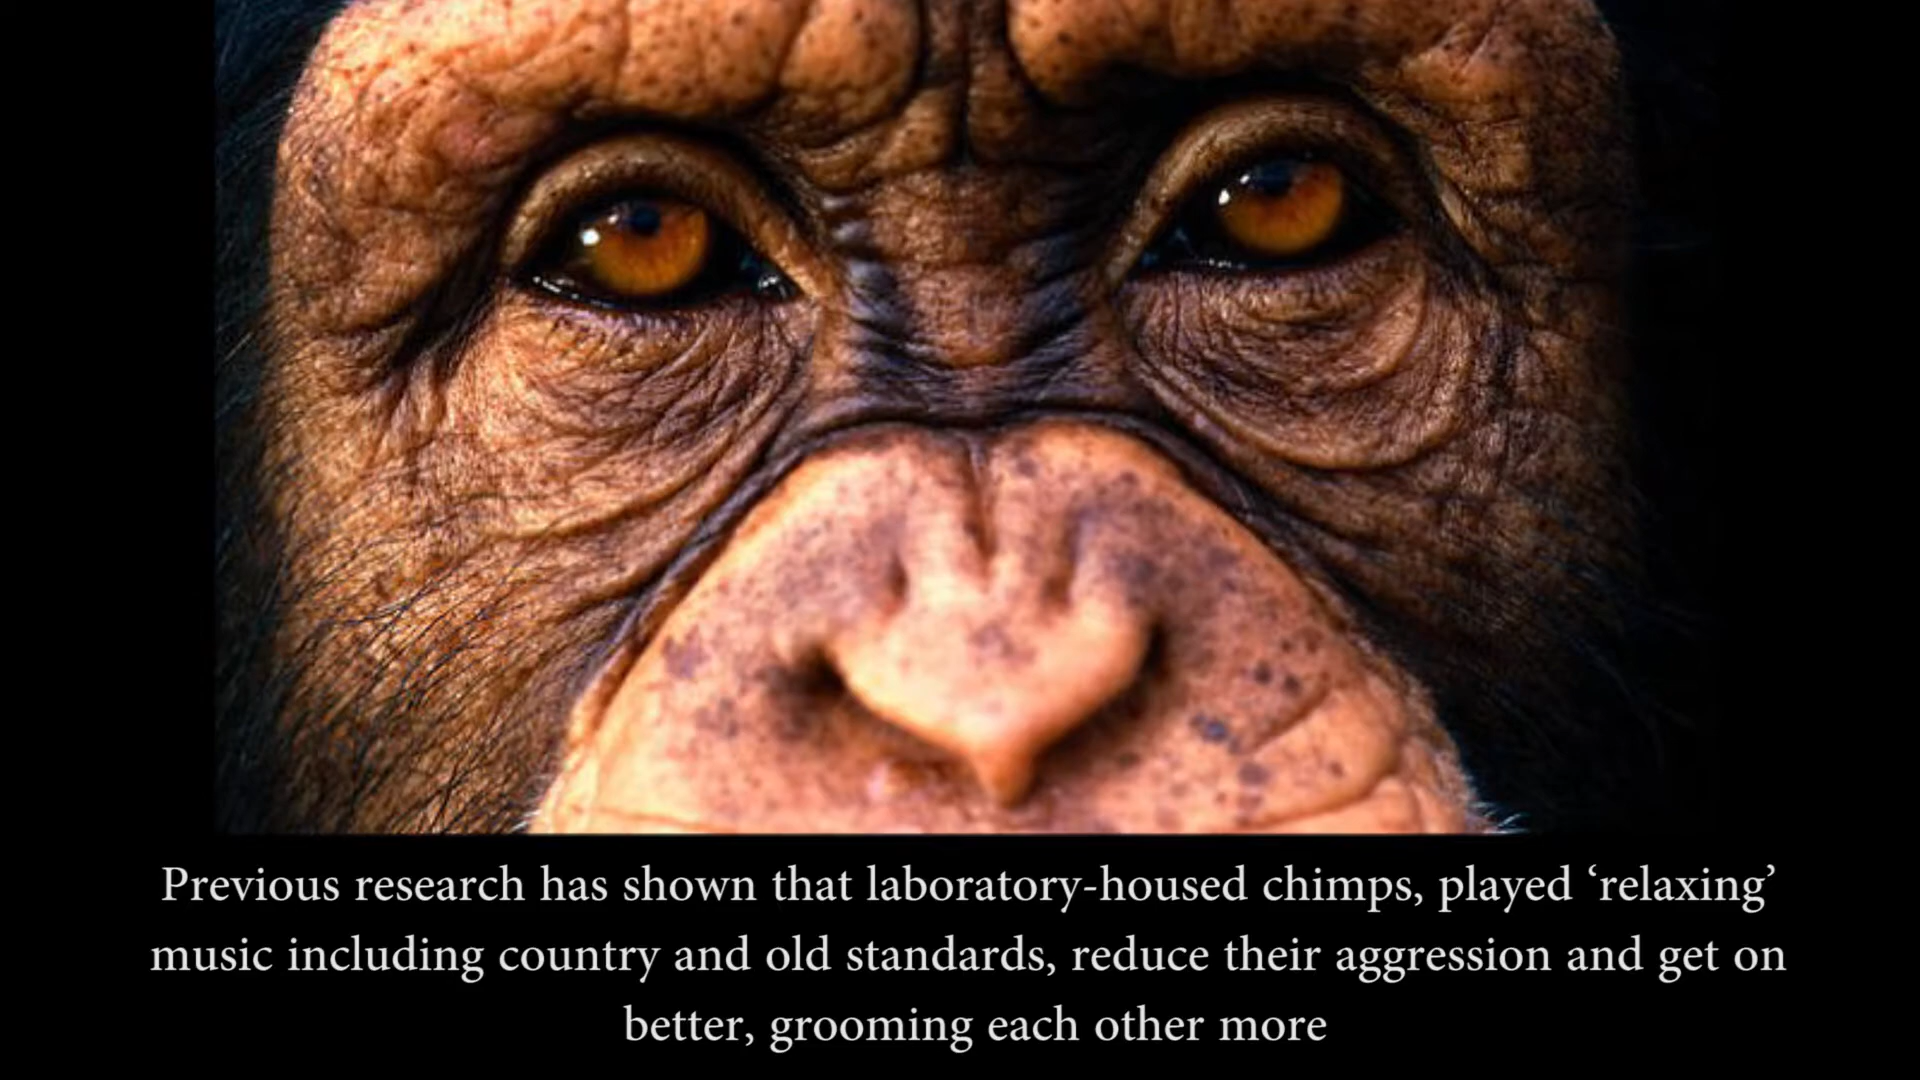 Previous research has shown that laboratory-housed chimps, played ‘relaxing’
music including country and old standards, reduce their aggression and get on
better, grooming each other more